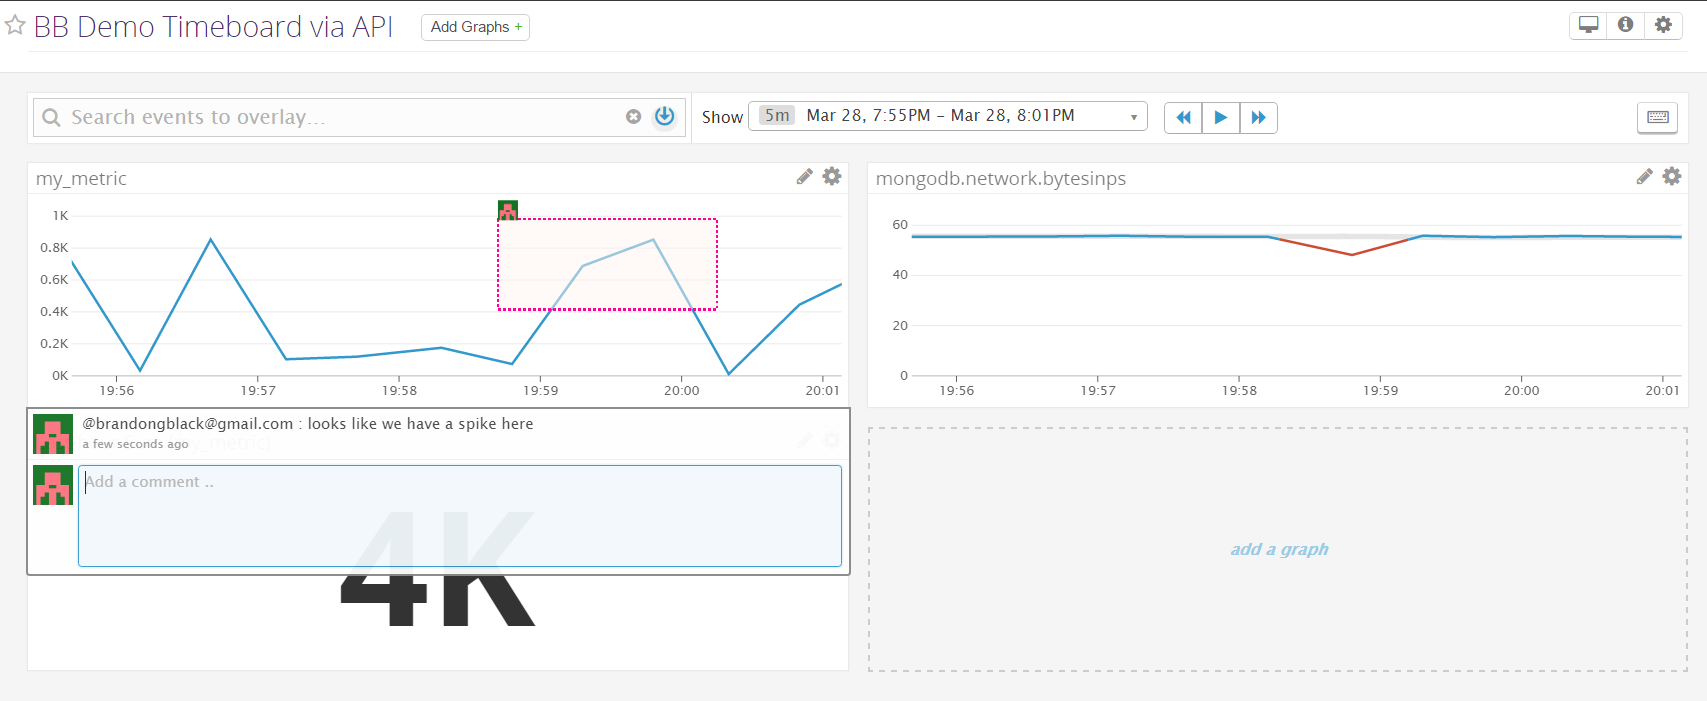 BB Demo Timeboard via API
Add Graphs +
Search events to overlay...
Show
5m Mar 28, 7:55PM - Mar 28, 8:01PM
my_metric
1K
0.8K
0.6K
0.4K
0.2K
0K
19:56 19:57 19:58 19:59 20:00 20:01
mongodb.network.bytesinps
60
40
20
0
19:56 19:57 19:58 19:59 20:00 20:01
@brandongblack@gmail.com : looks like we have a spike here
a few seconds ago
Add a comment ..
4K
add a graph